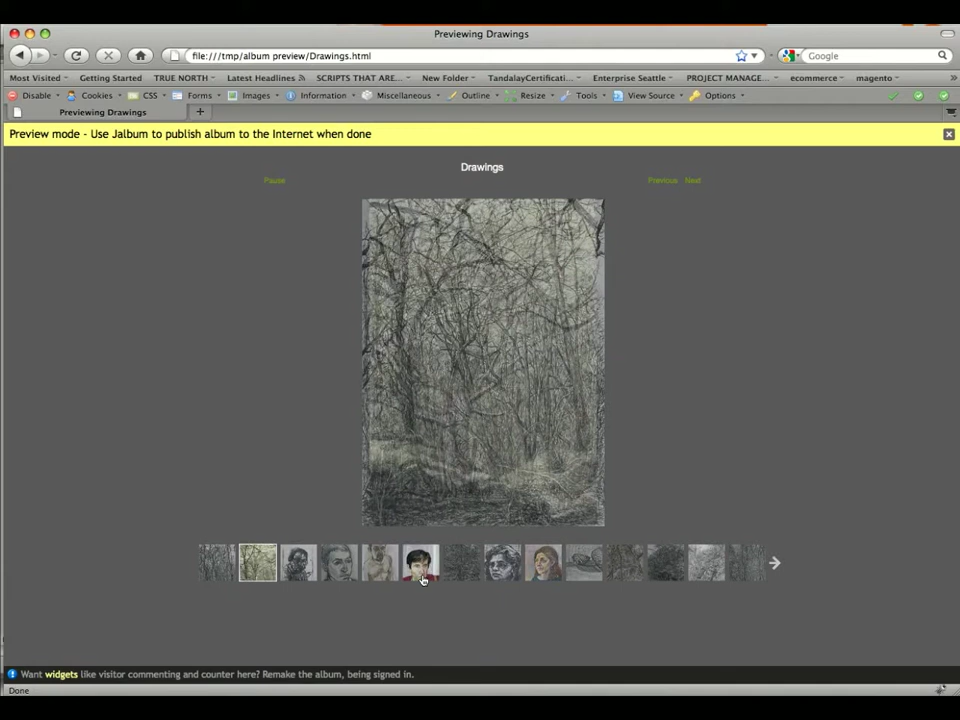 Previewing Drawings
file:///tmp/album preview/Drawings.html
Google
Most Visited Getting Started TRUE NORTH Latest Headlines SCRIPTS THAT ARE... New Folder TandalayCertificati... Enterprise Seattle PROJECT MANAGE... ecommerce magento
Disable Cookies CSS Forms Images Information Miscellaneous Outline Resize Tools View Source Options
Previewing Drawings
Preview mode - Use Jalbum to publish album to the Internet when done
Drawings
Pause Previous Next
Want widgets like visitor commenting and counter here? Remake the album, being signed in.
Done